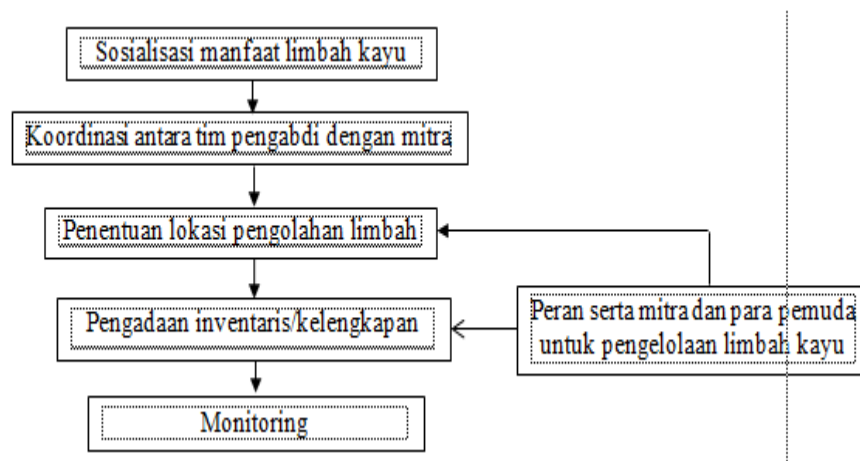 Sosialisasi manfaat limbah kayu
Koordinasi antara tim pengabdi dengan mitra
Penentuan lokasi pengolahan limbah
Pengadaan inventaris/kelengkapan
Peran serta mitra dan para pemuda
untuk pengelolaan limbah kayu
Monitoring